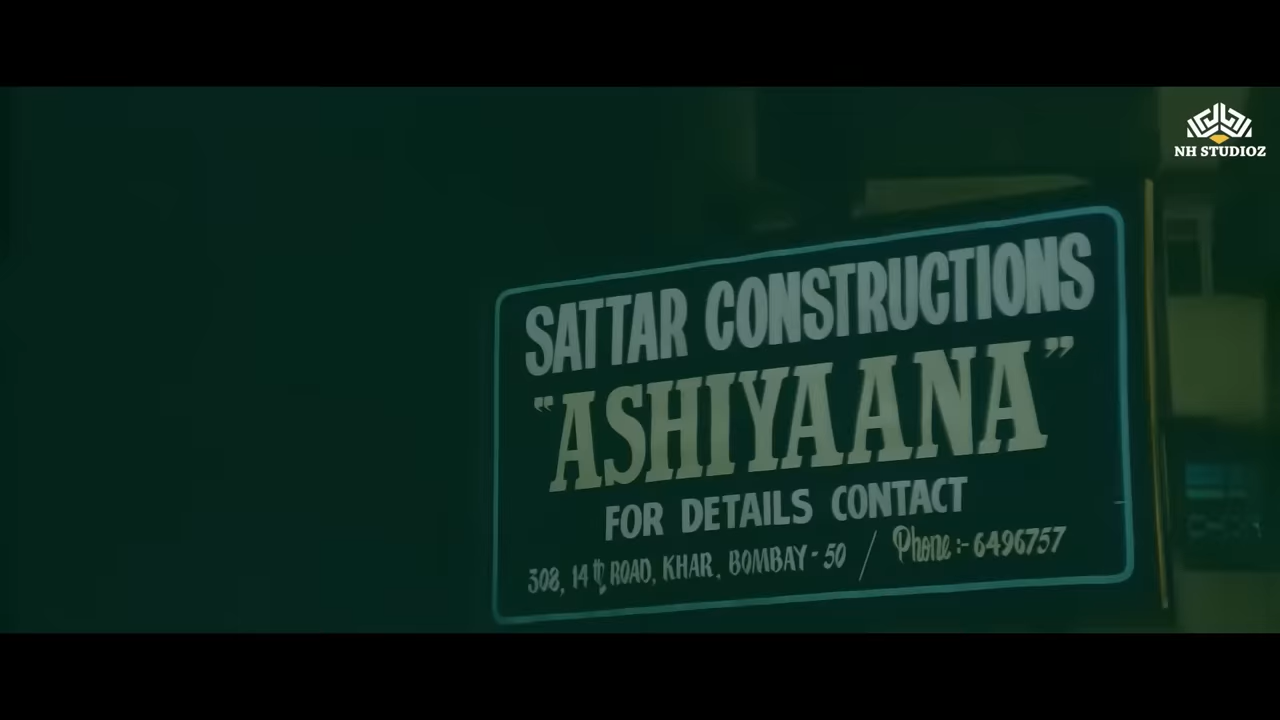 NH STUDIOZ
SATTAR CONSTRUCTIONS
"ASHIYAANA"
FOR DETAILS CONTACT
308, 14th ROAD, KHAR, BOMBAY - 50 / Phone :- 6496757